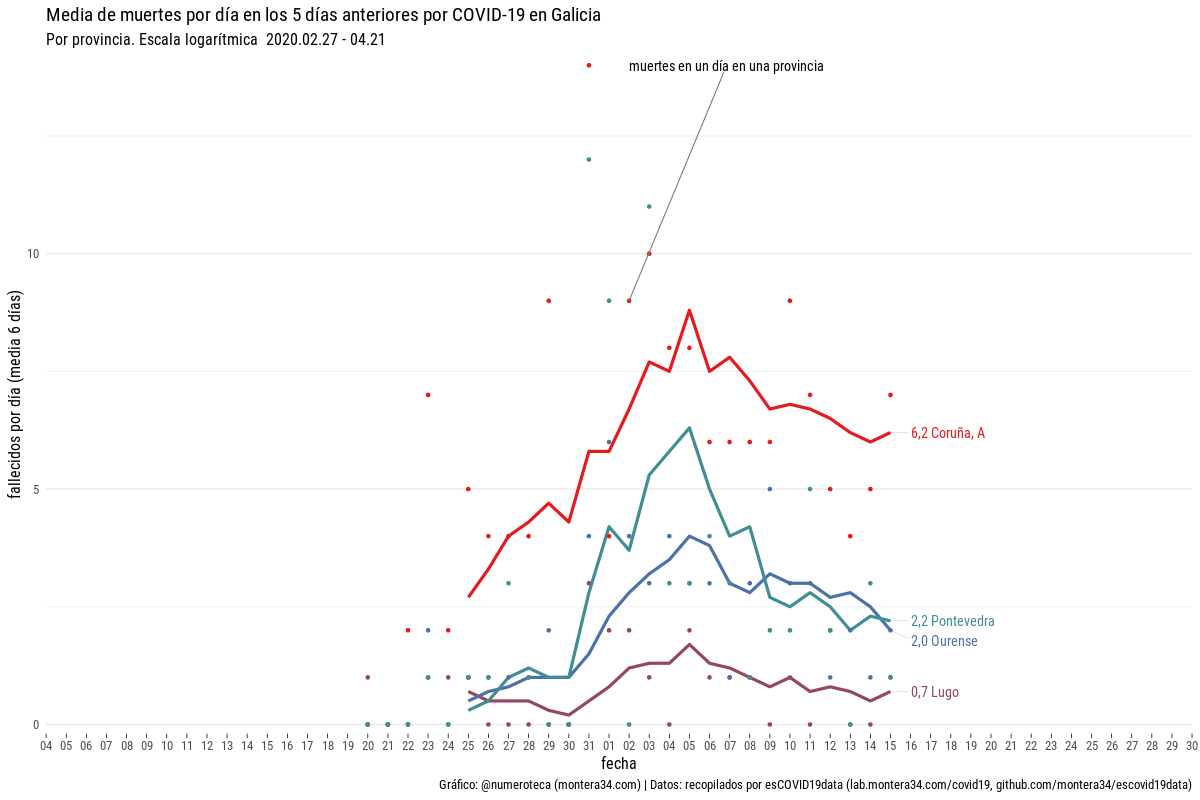 Media de muertes por día en los 5 días anteriores por COVID-19 en Galicia
Por provincia. Escala logarítmica  2020.02.27 - 04.21
muertes en un día en una provincia
fallecidos por día (media 6 días)
10
5
0
6,2 Coruña, A
2,2 Pontevedra
2,0 Ourense
0,7 Lugo
04 05 06 07 08 09 10 11 12 13 14 15 16 17 18 19 20 21 22 23 24 25 26 27 28 29 30 31 01 02 03 04 05 06 07 08 09 10 11 12 13 14 15 16 17 18 19 20 21 22 23 24 25 26 27 28 29 30
fecha
Gráfico: @numeroteca (montera34.com) | Datos: recopilados por esCOVID19data (lab.montera34.com/covid19, github.com/montera34/escovid19data)